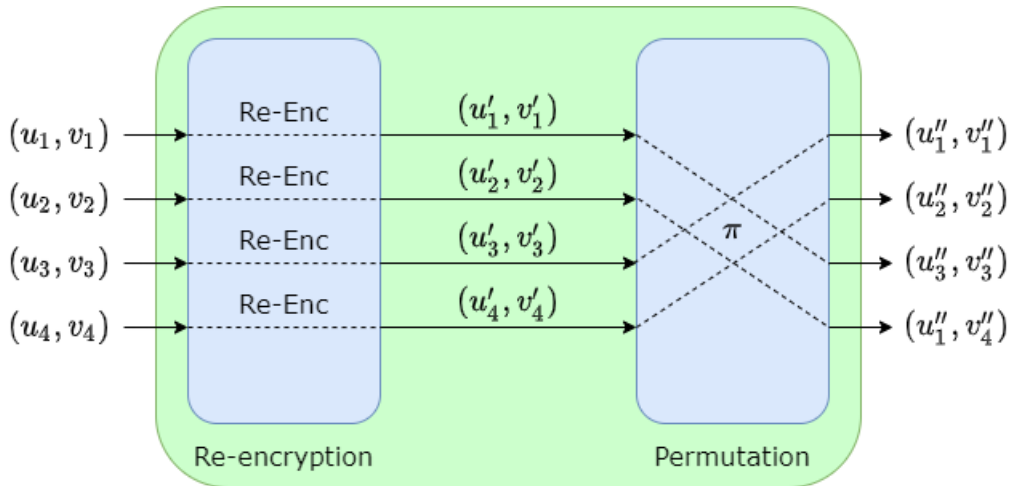 Re-Enc
(u′₁, v′₁)
(u₁, v₁)
(u″₁, v″₁)
Re-Enc
(u′₂, v′₂)
(u₂, v₂)
(u″₂, v″₂)
Re-Enc
(u′₃, v′₃)
π
(u₃, v₃)
(u″₃, v″₃)
Re-Enc
(u′₄, v′₄)
(u₄, v₄)
(u″₁, v″₄)
Re-encryption
Permutation